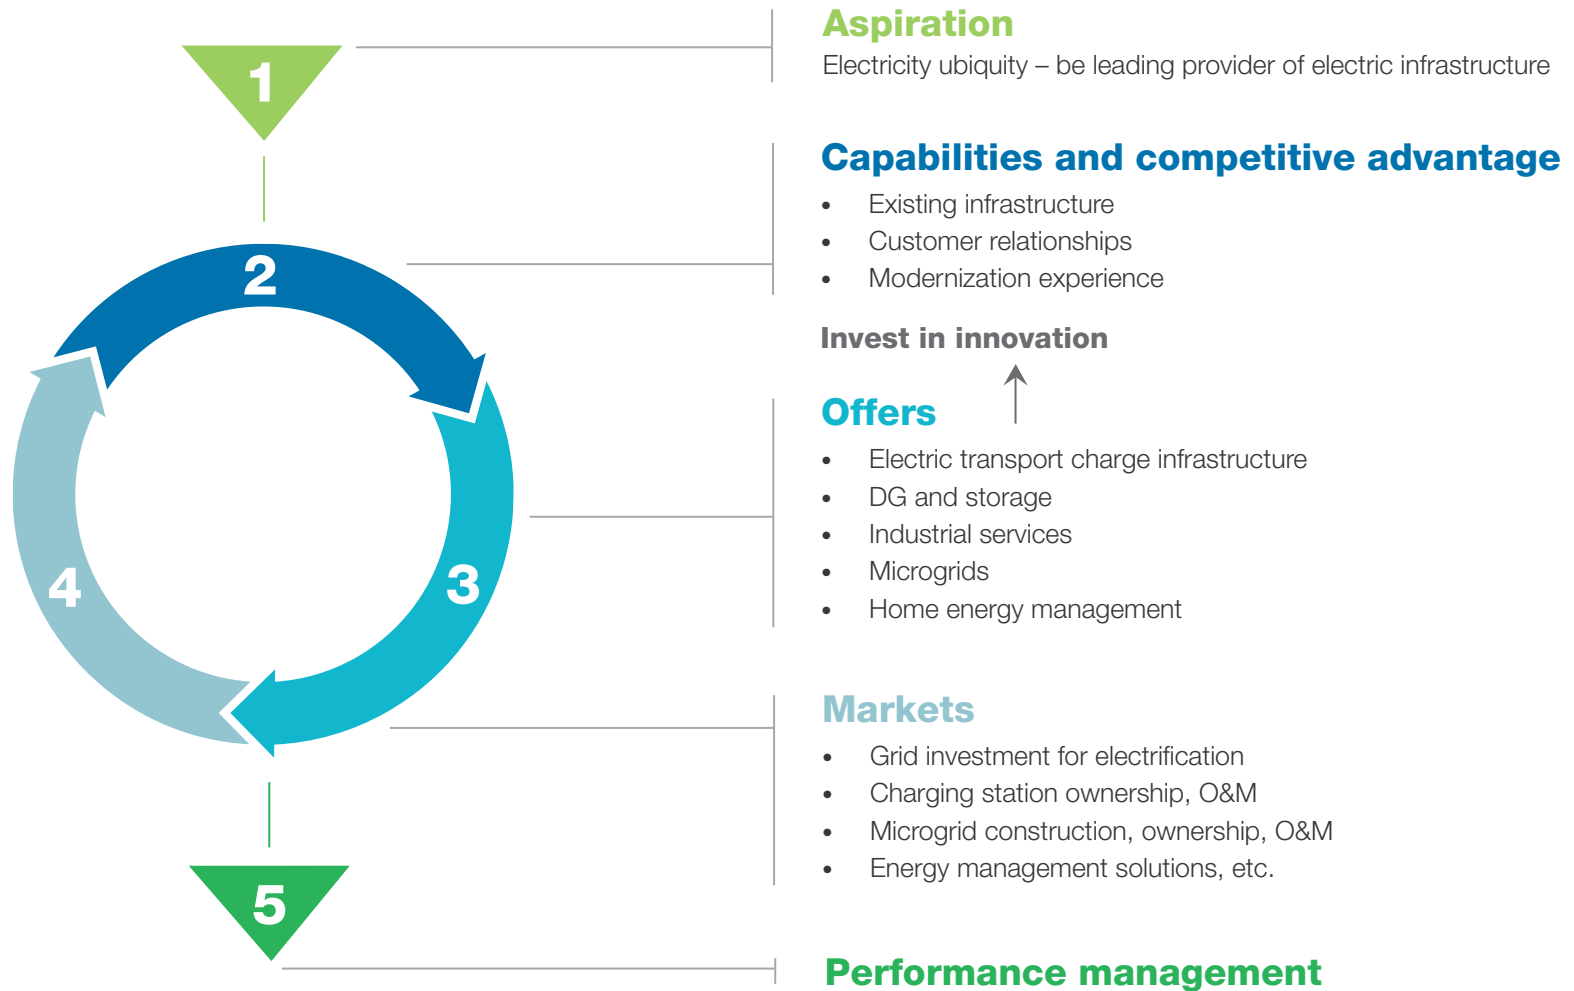 1
Aspiration
Electricity ubiquity – be leading provider of electric infrastructure
2
Capabilities and competitive advantage
• Existing infrastructure
• Customer relationships
• Modernization experience
Invest in innovation
3
Offers
• Electric transport charge infrastructure
• DG and storage
• Industrial services
• Microgrids
• Home energy management
4
Markets
• Grid investment for electrification
• Charging station ownership, O&M
• Microgrid construction, ownership, O&M
• Energy management solutions, etc.
5
Performance management